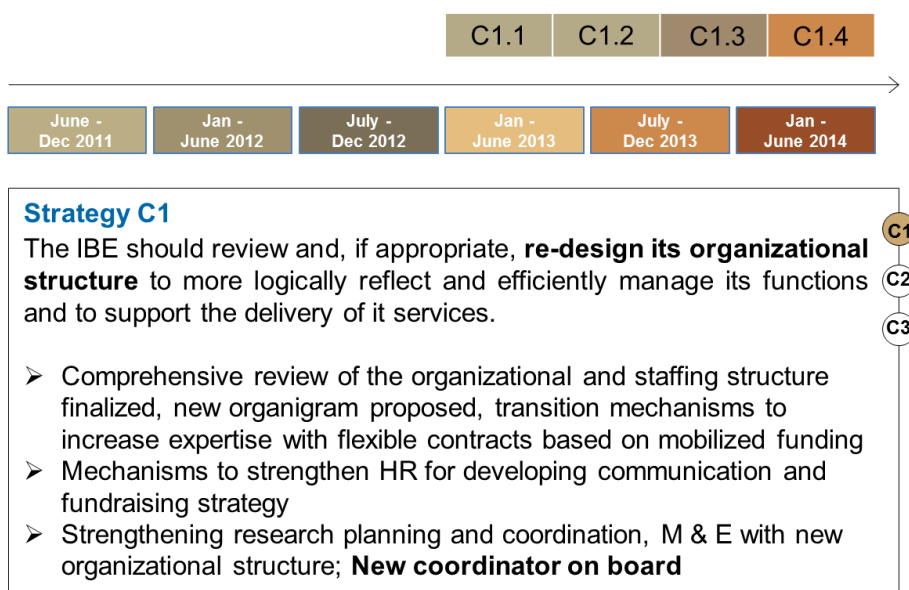 C1.1 C1.2 C1.3 C1.4
June - Jan - July - Jan - July - Jan -
Dec 2011 June 2012 Dec 2012 June 2013 Dec 2013 June 2014
Strategy C1
The IBE should review and, if appropriate, re-design its organizational
structure to more logically reflect and efficiently manage its functions
and to support the delivery of it services.
➢ Comprehensive review of the organizational and staffing structure
finalized, new organigram proposed, transition mechanisms to
increase expertise with flexible contracts based on mobilized funding
➢ Mechanisms to strengthen HR for developing communication and
fundraising strategy
➢ Strengthening research planning and coordination, M & E with new
organizational structure; New coordinator on board
C1
C2
C3